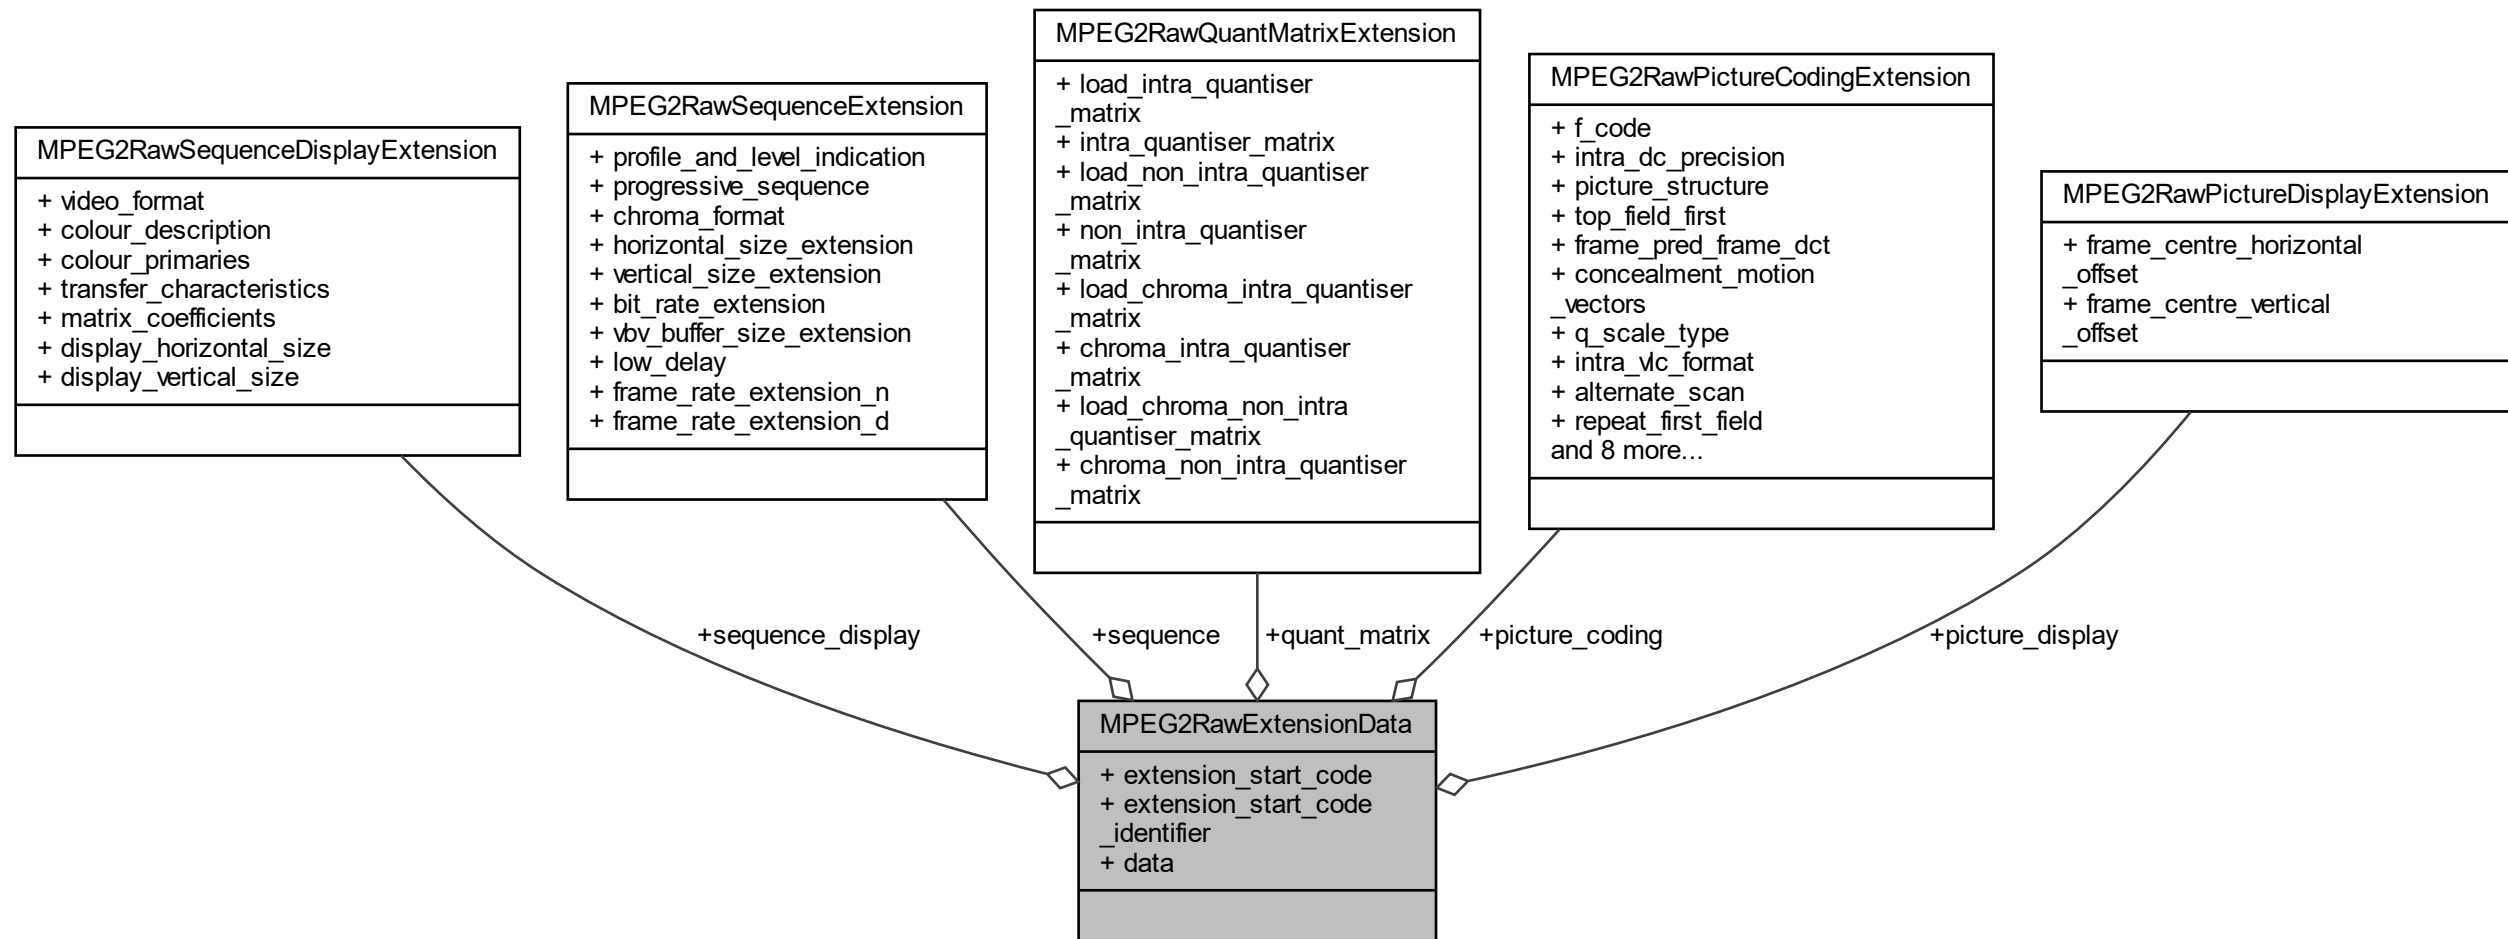 MPEG2RawSequenceDisplayExtension
+ video_format
+ colour_description
+ colour_primaries
+ transfer_characteristics
+ matrix_coefficients
+ display_horizontal_size
+ display_vertical_size
MPEG2RawSequenceExtension
+ profile_and_level_indication
+ progressive_sequence
+ chroma_format
+ horizontal_size_extension
+ vertical_size_extension
+ bit_rate_extension
+ vbv_buffer_size_extension
+ low_delay
+ frame_rate_extension_n
+ frame_rate_extension_d
MPEG2RawQuantMatrixExtension
+ load_intra_quantiser
_matrix
+ intra_quantiser_matrix
+ load_non_intra_quantiser
_matrix
+ non_intra_quantiser
_matrix
+ load_chroma_intra_quantiser
_matrix
+ chroma_intra_quantiser
_matrix
+ load_chroma_non_intra
_quantiser_matrix
+ chroma_non_intra_quantiser
_matrix
MPEG2RawPictureCodingExtension
+ f_code
+ intra_dc_precision
+ picture_structure
+ top_field_first
+ frame_pred_frame_dct
+ concealment_motion
_vectors
+ q_scale_type
+ intra_vlc_format
+ alternate_scan
+ repeat_first_field
and 8 more...
MPEG2RawPictureDisplayExtension
+ frame_centre_horizontal
_offset
+ frame_centre_vertical
_offset
+sequence_display
+sequence
+quant_matrix
+picture_coding
+picture_display
MPEG2RawExtensionData
+ extension_start_code
+ extension_start_code
_identifier
+ data